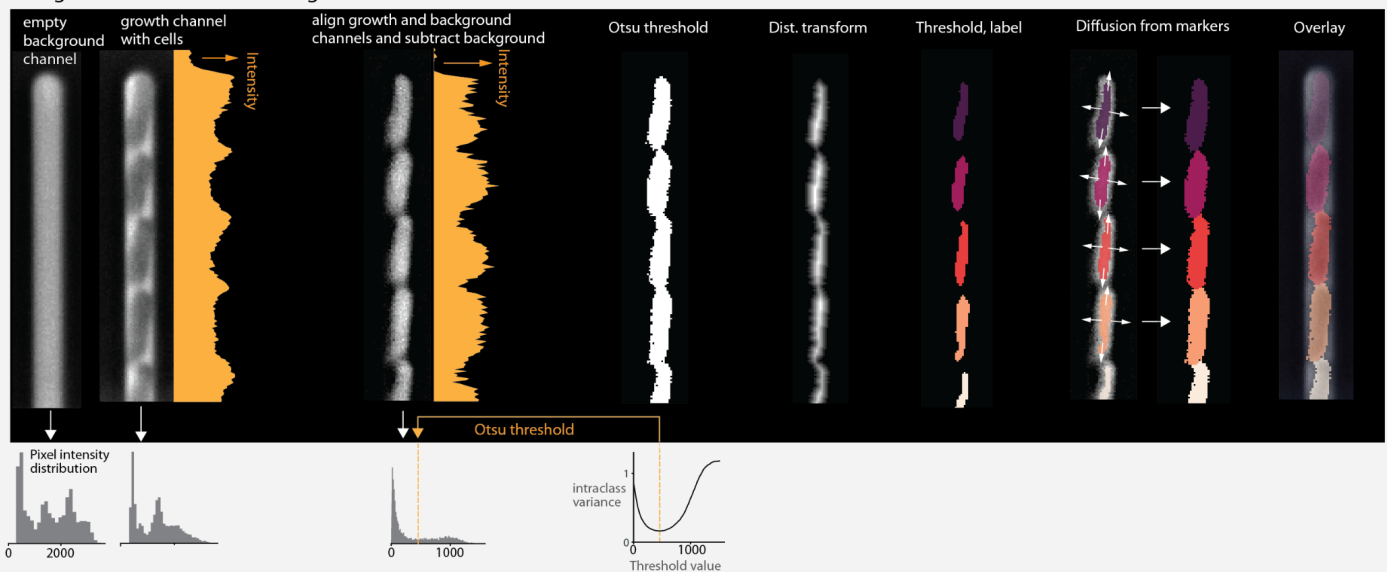 empty
background
channel
growth channel
with cells
Intensity
align growth and background
channels and subtract background
Intensity
Otsu threshold
Dist. transform
Threshold, label
Diffusion from markers
Overlay
Otsu threshold
Pixel intensity
distribution
0 2000
0 1000
intraclass
variance
1
0
0 1000
Threshold value